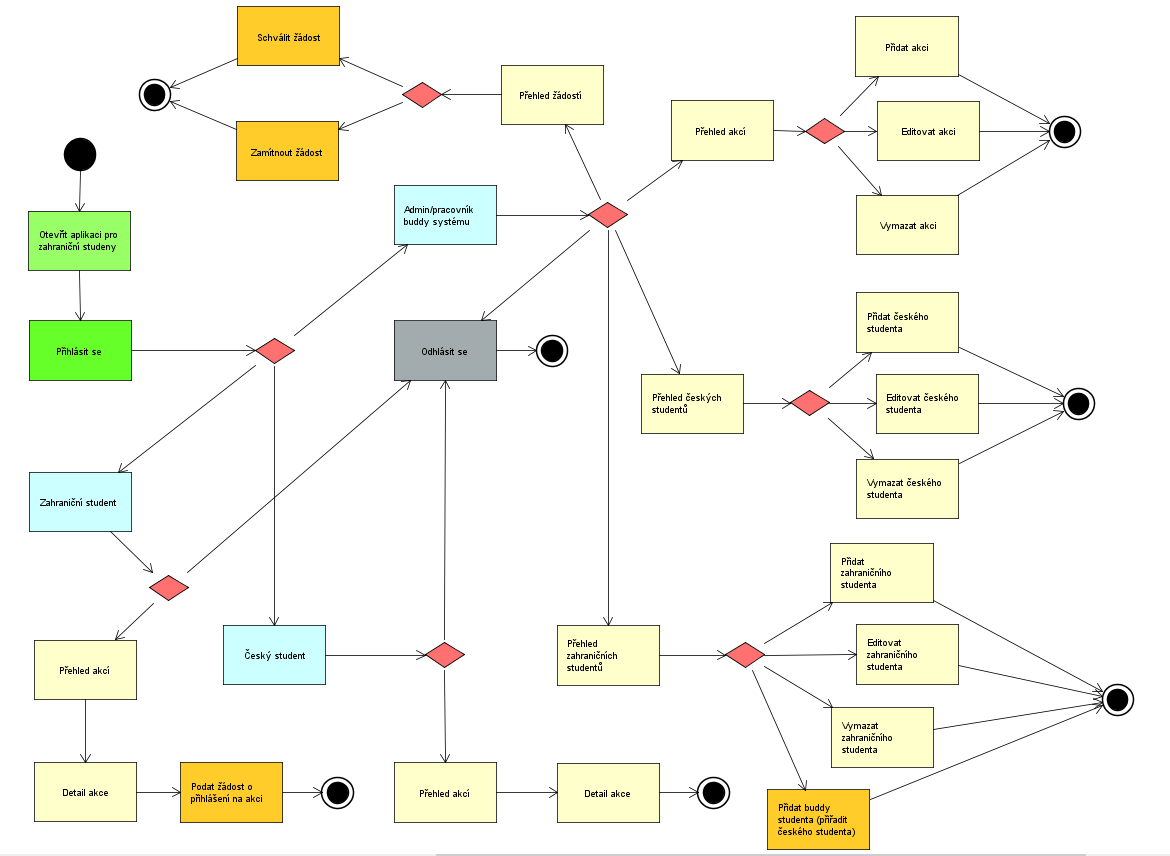 Schválit žádost
Přidat akci
Přehled žádostí
Přehled akcí
Editovat akci
Zamítnout žádost
Admin/pracovník
buddy systému
Vymazat akci
Otevřít aplikaci pro
zahraniční studeny
Přidat českého
studenta
Přihlásit se
Odhlásit se
Přehled českých
studentů
Editovat českého
studenta
Vymazat českého
studenta
Zahraniční student
Přidat
zahraničního
studenta
Přehled akcí
Český student
Přehled
zahraničních
studentů
Editovat
zahraničního
studenta
Vymazat
zahraničního
studenta
Detail akce
Podat žádost o
přihlášení na akci
Přehled akcí
Detail akce
Přidat buddy
studenta (přiřadit
českého studenta)